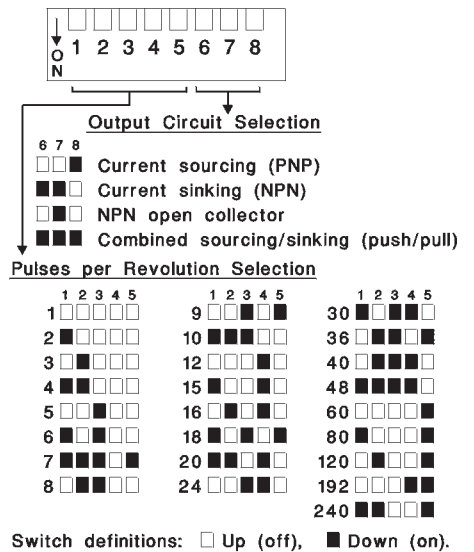 O
N
1 2 3 4 5 6 7 8
Output Circuit Selection
6 7 8
Current sourcing (PNP)
Current sinking (NPN)
NPN open collector
Combined sourcing/sinking (push/pull)
Pulses per Revolution Selection
1 2 3 4 5
1
2
3
4
5
6
7
8
1 2 3 4 5
9
10
12
15
16
18
20
24
1 2 3 4 5
30
36
40
48
60
80
120
192
240
Switch definitions: □ Up (off), ■ Down (on).